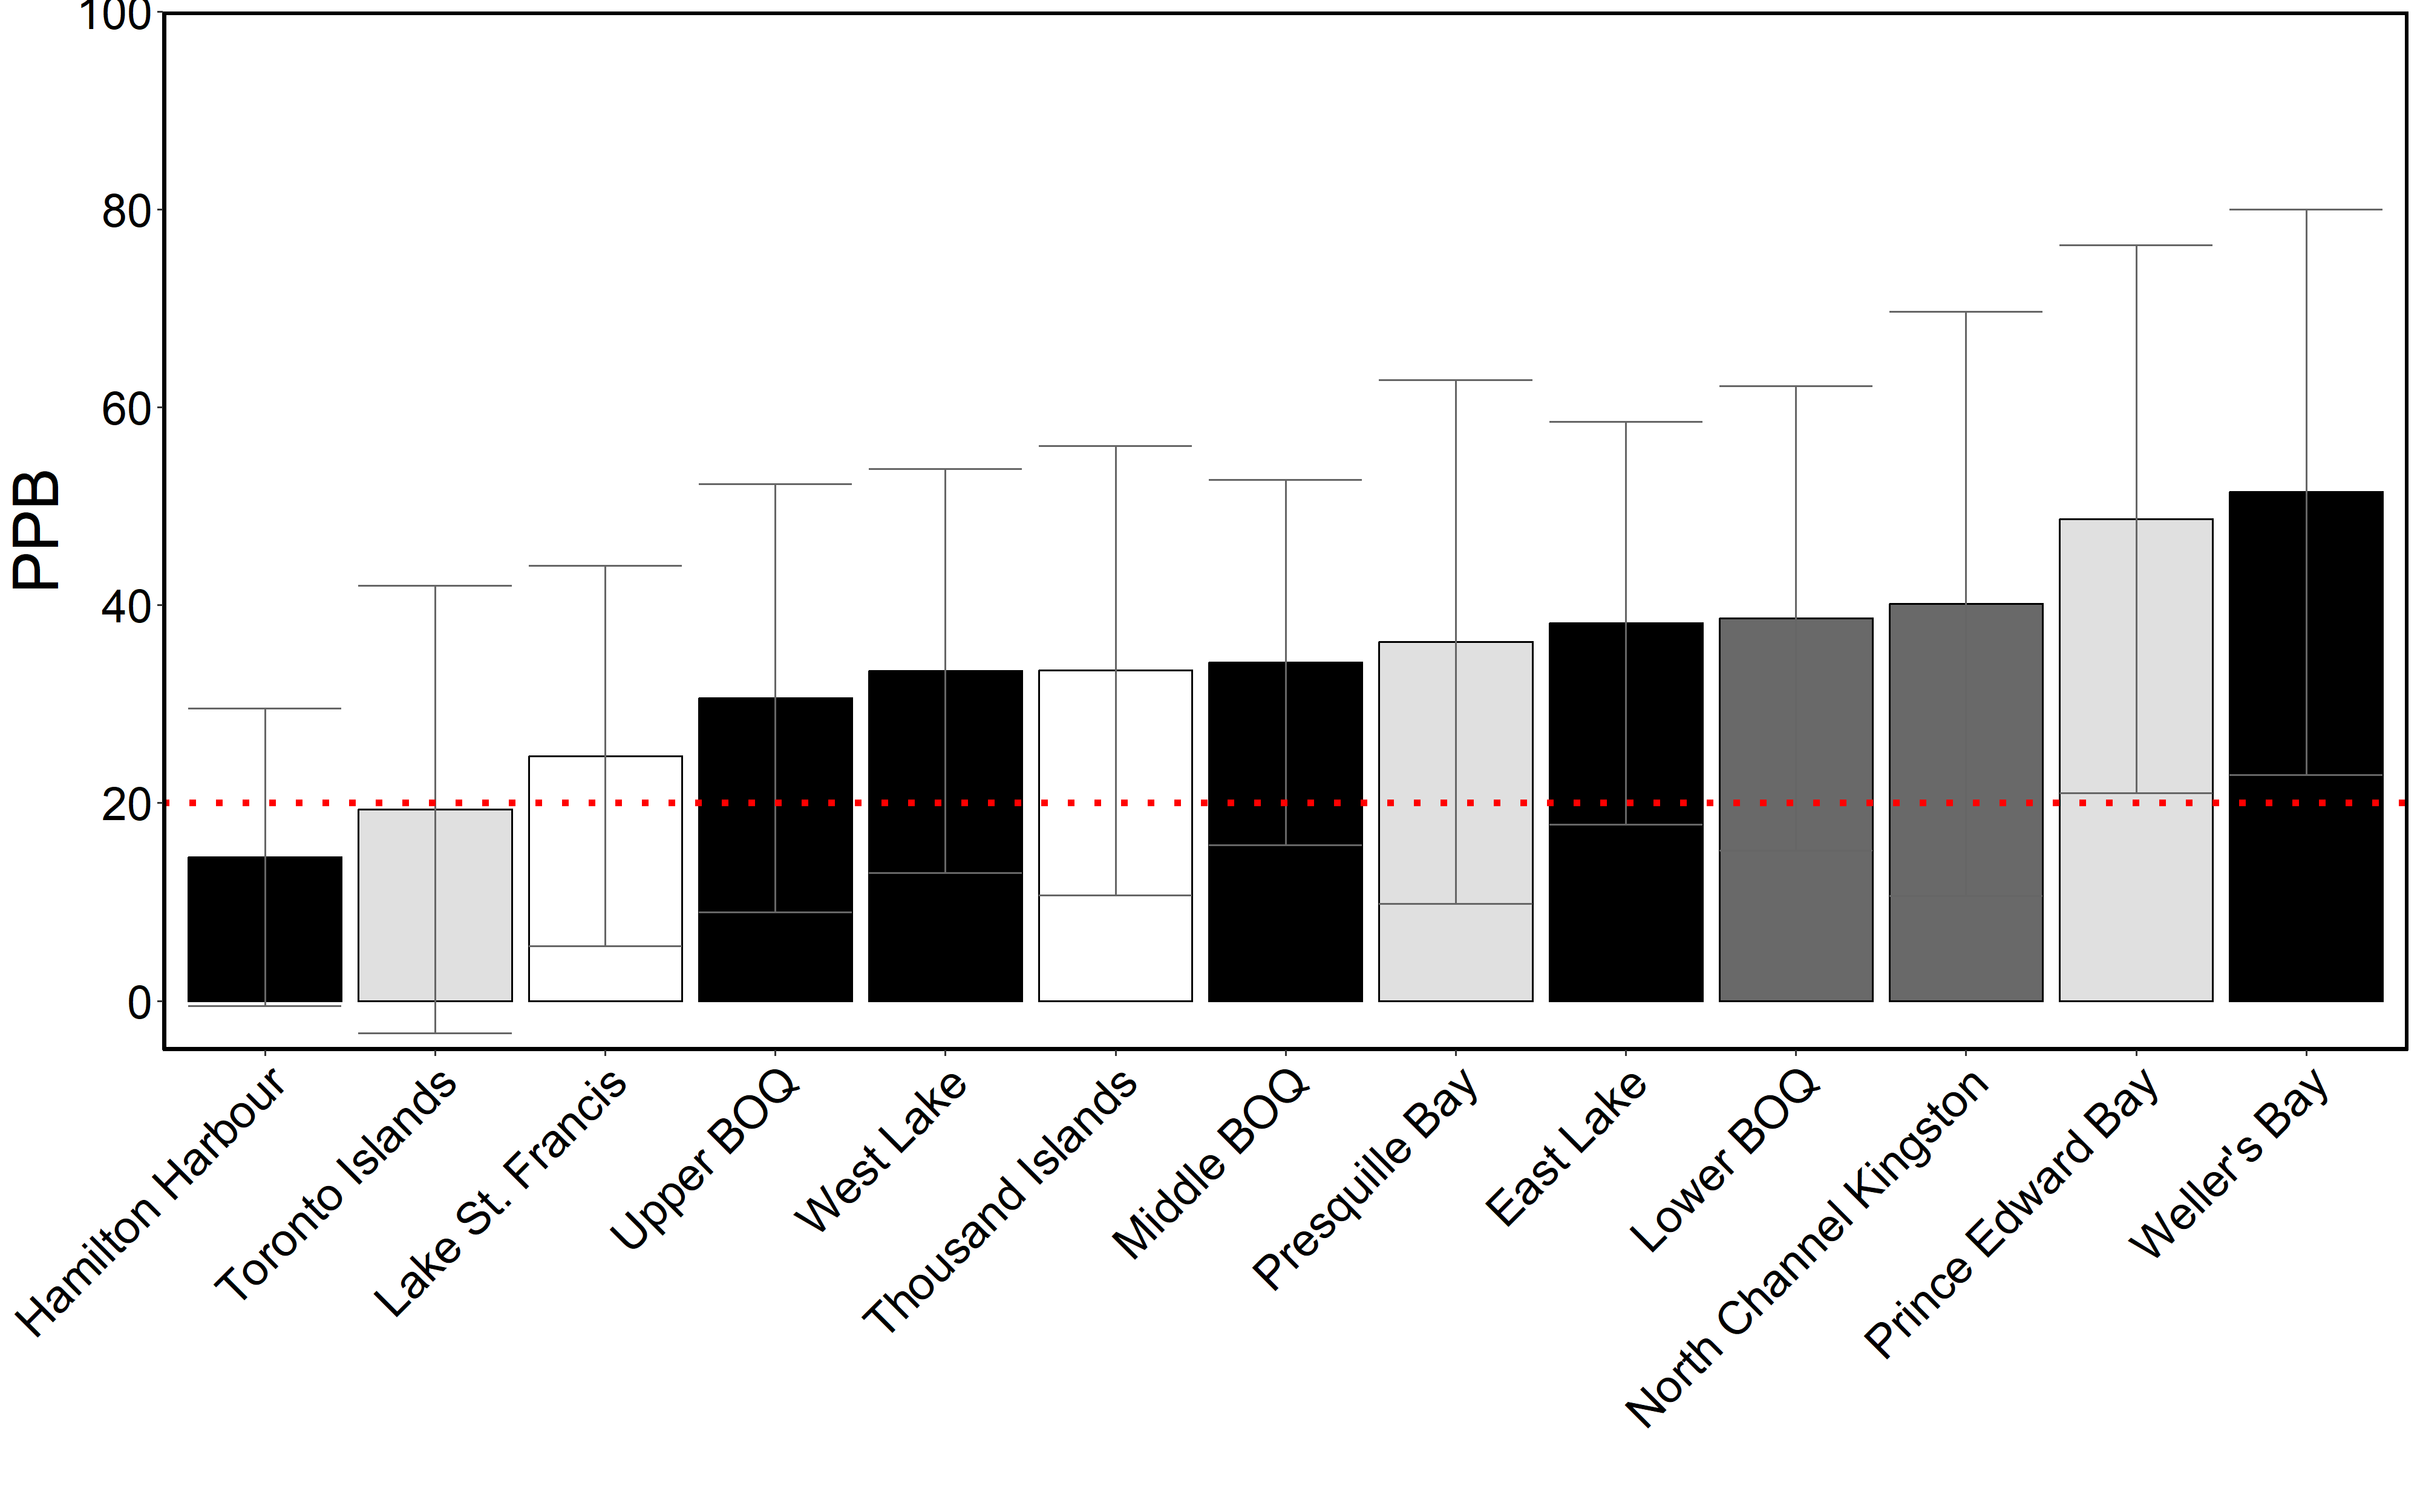 100
80
60
40
20
0
PPB
Hamilton Harbour
Toronto Islands
Lake St. Francis
Upper BOQ
West Lake
Thousand Islands
Middle BOQ
Presquille Bay
East Lake
Lower BOQ
North Channel Kingston
Prince Edward Bay
Weller's Bay